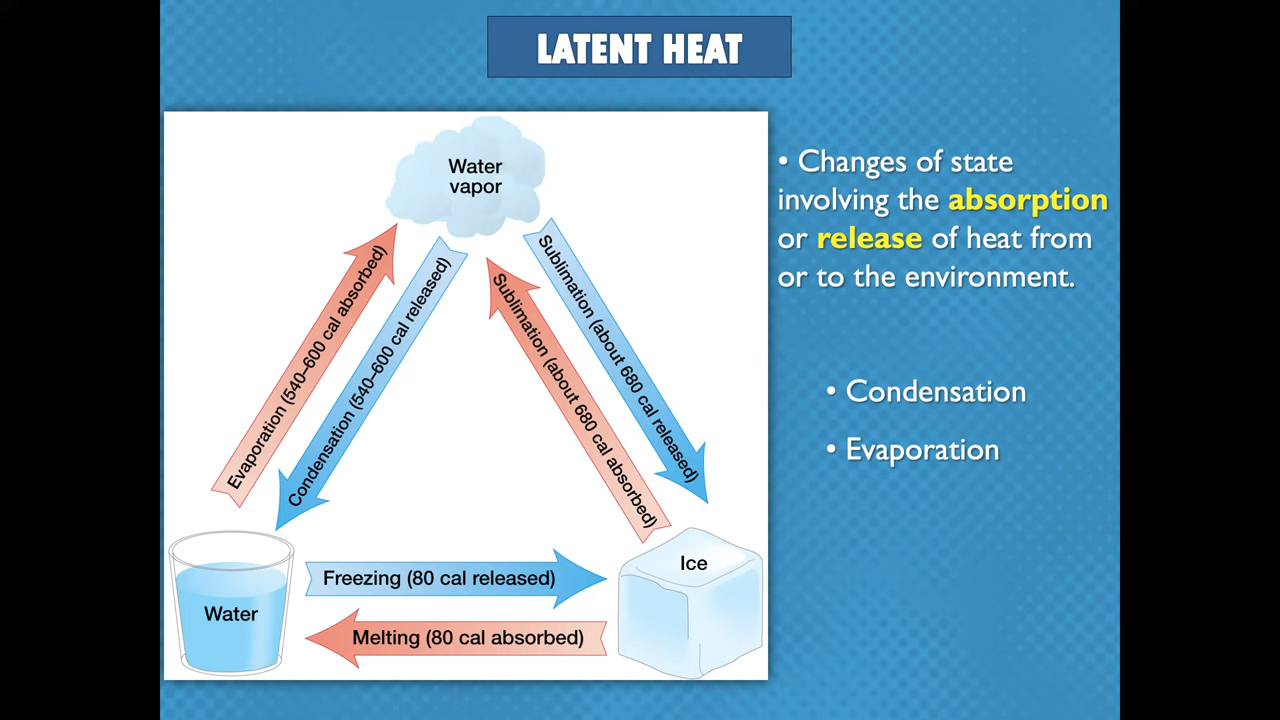 LATENT HEAT
Water
vapor
Evaporation (540–600 cal absorbed)
Condensation (540–600 cal released)
Sublimation (about 680 cal absorbed)
Sublimation (about 680 cal released)
Water
Freezing (80 cal released)
Melting (80 cal absorbed)
Ice
• Changes of state
involving the absorption
or release of heat from
or to the environment.
• Condensation
• Evaporation